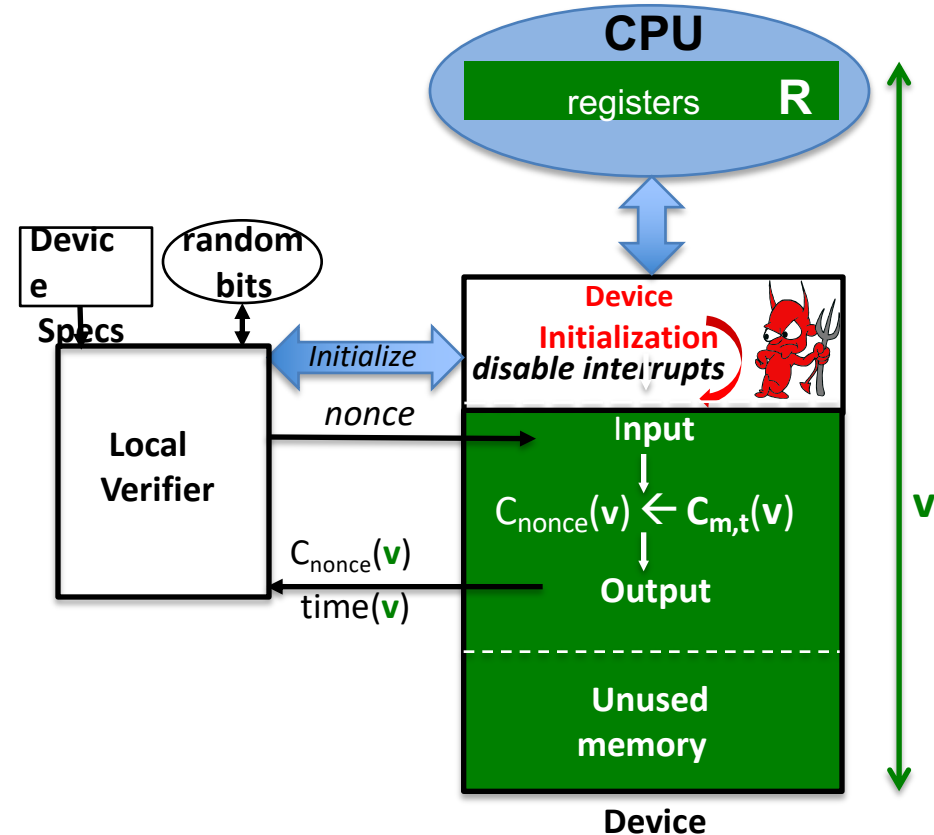 CPU
registers R
Devic
e
Specs
random
bits
Device
Initialization
disable interrupts
Initialize
nonce
Local
Verifier
Input
Cnonce(v) ← Cm,t(v)
Output
Cnonce(v)
time(v)
v
Unused
memory
Device